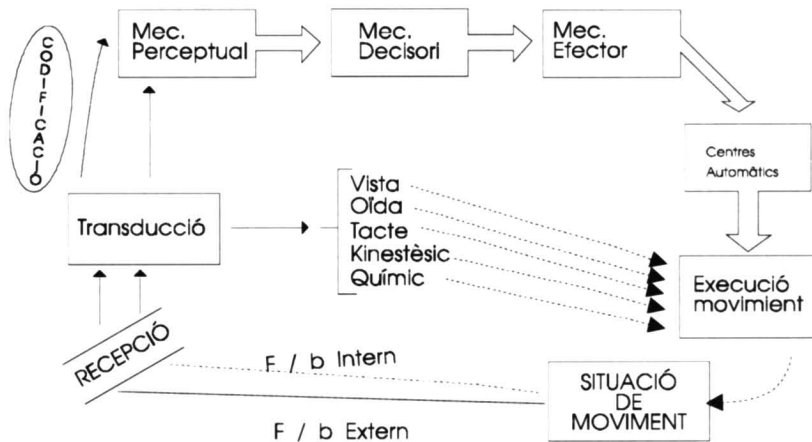 CODIFICACIÓ
Mec.
Perceptual
Mec.
Decisori
Mec.
Efector
Centres
Automàtics
Transducció
Vista
Oïda
Tacte
Kinestèsic
Químic
Execució
movimient
RECEPCIÓ
F / b Intern
F / b Extern
SITUACIÓ
DE
MOVIMENT